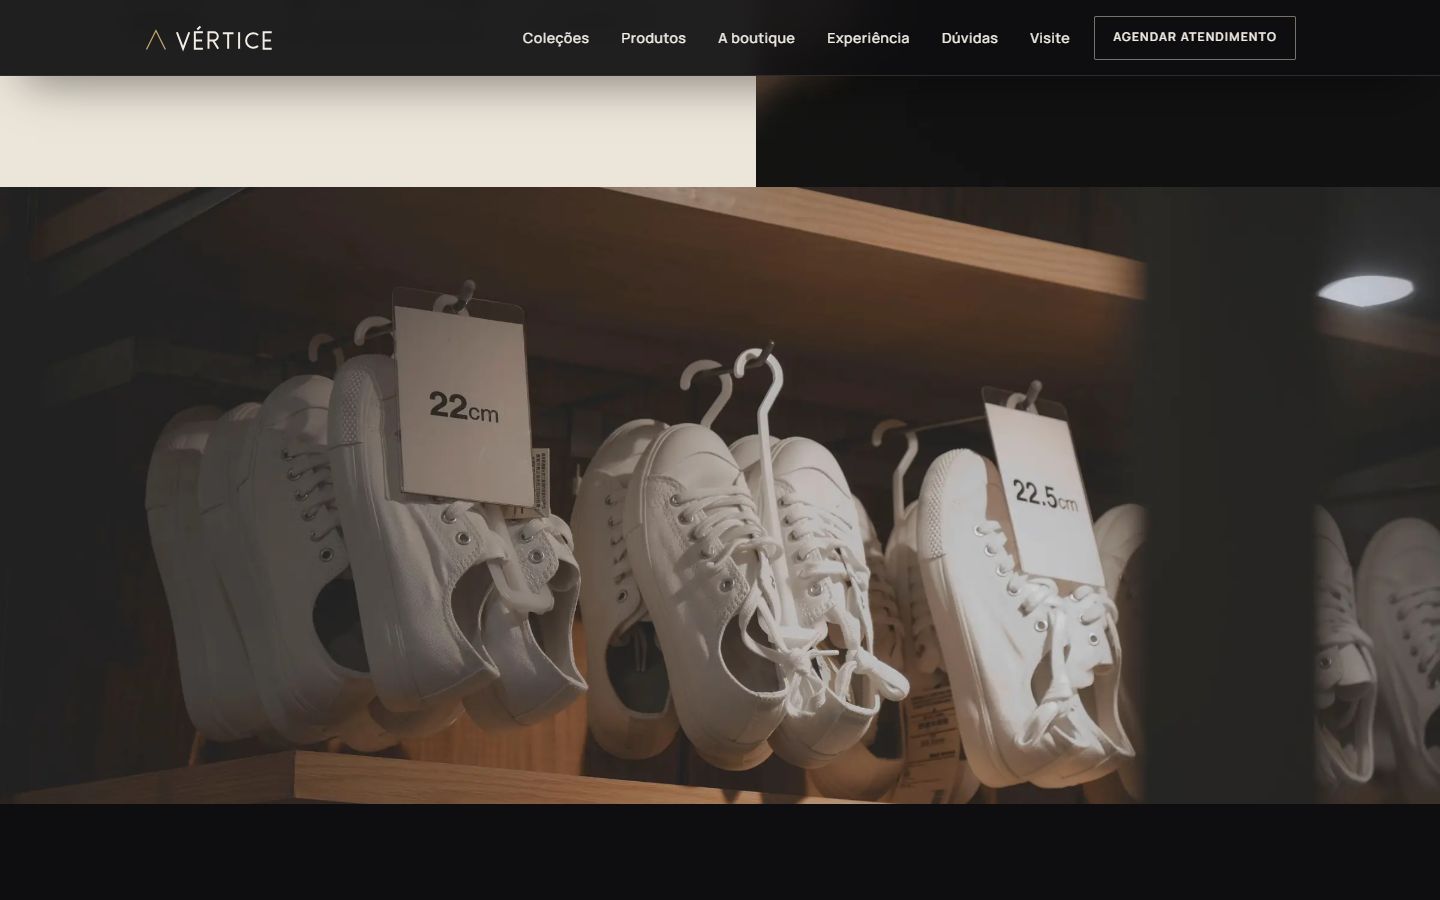 VÉRTICE
Coleções
Produtos
A boutique
Experiência
Dúvidas
Visite
AGENDAR ATENDIMENTO
22cm
22.5cm